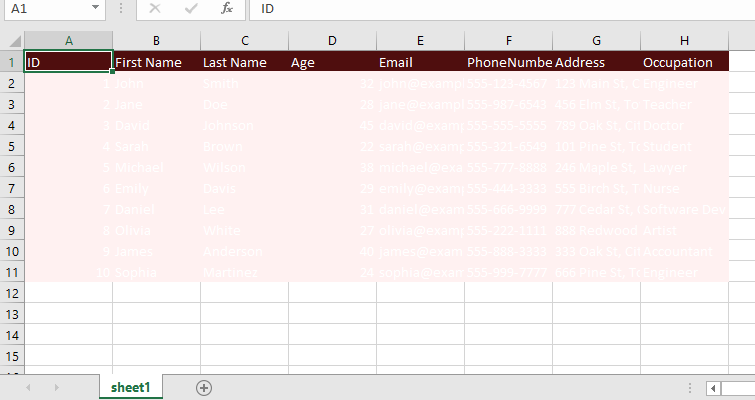 A1 fx ID
A B C D E F G H
1 ID First Name Last Name Age Email PhoneNumbe Address Occupation
2 1 John Smith 32 john@examp 555-123-4567 123 Main St, C Engineer
3 2 Jane Doe 28 jane@exampl 555-987-6543 456 Elm St, To Teacher
4 3 David Johnson 45 david@examp 555-555-5555 789 Oak St, Cit Doctor
5 4 Sarah Brown 22 sarah@examp 555-321-6549 101 Pine St, To Student
6 5 Michael Wilson 38 michael@exa 555-777-8888 246 Maple St, Lawyer
7 6 Emily Davis 29 emily@examp 555-444-3333 555 Birch St, T Nurse
8 7 Daniel Lee 31 daniel@exam 555-666-9999 777 Cedar St, Software Dev
9 8 Olivia White 27 olivia@examp 555-222-1111 888 Redwood Artist
10 9 James Anderson 40 james@exam 555-888-3333 333 Oak St, Cit Accountant
11 10 Sophia Martinez 24 sophia@exam 555-999-7777 666 Pine St, To Engineer
12
13
14
15
sheet1